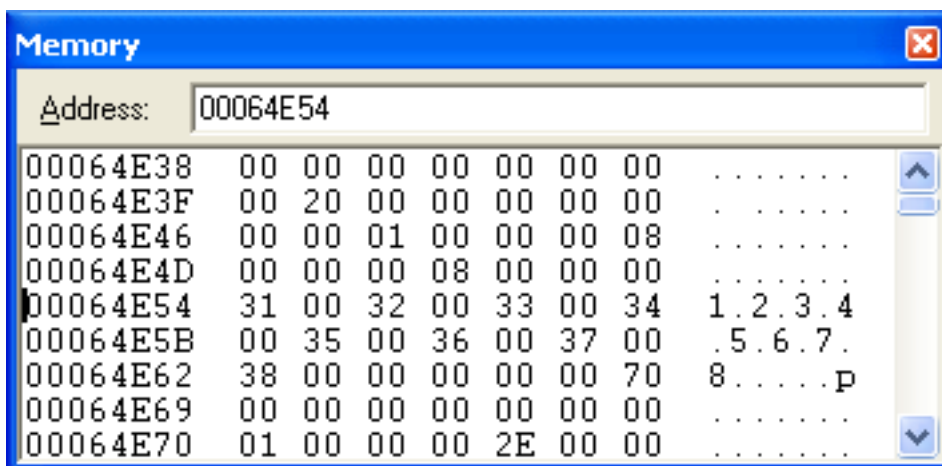 Memory
Address: 00064E54
00064E38 00 00 00 00 00 00 00 .......
00064E3F 00 20 00 00 00 00 00 . .....
00064E46 00 00 01 00 00 00 08 .......
00064E4D 00 00 00 08 00 00 00 .......
00064E54 31 00 32 00 33 00 34 1.2.3.4
00064E5B 00 35 00 36 00 37 00 .5.6.7.
00064E62 38 00 00 00 00 00 70 8.....p
00064E69 00 00 00 00 00 00 00 .......
00064E70 01 00 00 00 2E 00 00